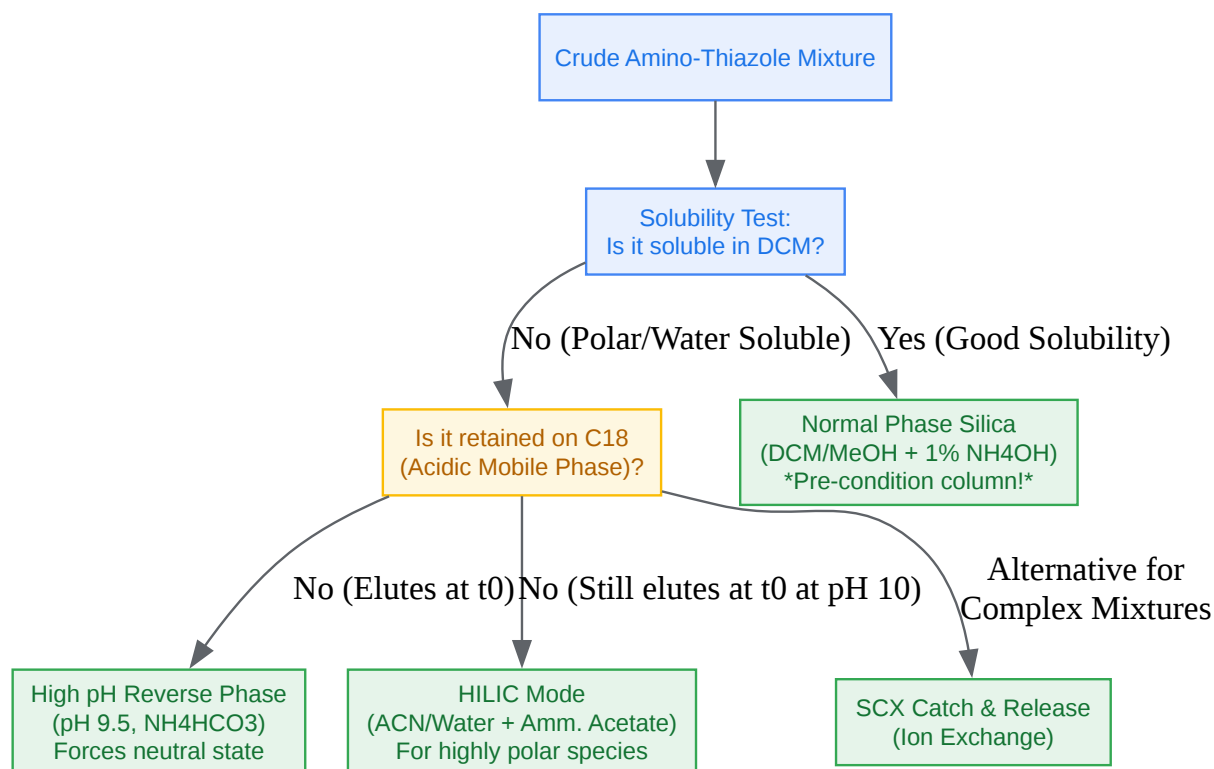 Crude Amino-Thiazole Mixture
Solubility Test:
Is it soluble in DCM?
No (Polar/Water Soluble)
Yes (Good Solubility)
Is it retained on C18
(Acidic Mobile Phase)?
Normal Phase Silica
(DCM/MeOH + 1% NH4OH)
*Pre-condition column!*
No (Elutes at t0)
No (Still elutes at t0 at pH 10)
Alternative for
Complex Mixtures
High pH Reverse Phase
(pH 9.5, NH4HCO3)
Forces neutral state
HILIC Mode
(ACN/Water + Amm. Acetate)
For highly polar species
SCX Catch & Release
(Ion Exchange)